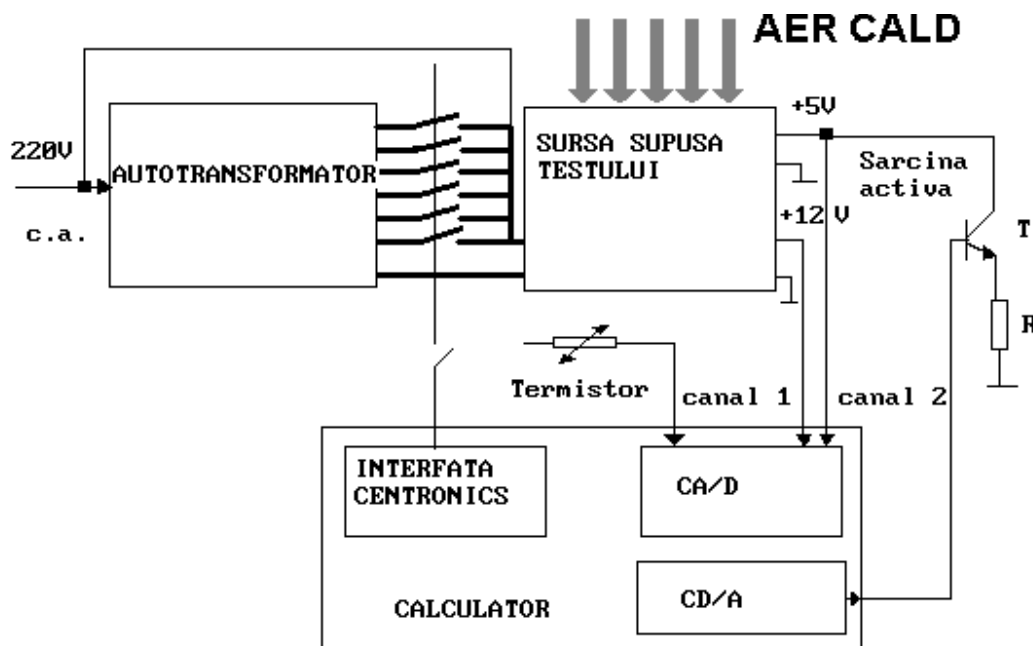 AER CALD
220V
c.a.
AUTOTRANSFORMATOR
SURSA SUPUSA
TESTULUI
+5V
+12 V
Sarcina
activa
T
R
Termistor
canal 1
canal 2
INTERFATA
CENTRONICS
CA/D
CD/A
CALCULATOR